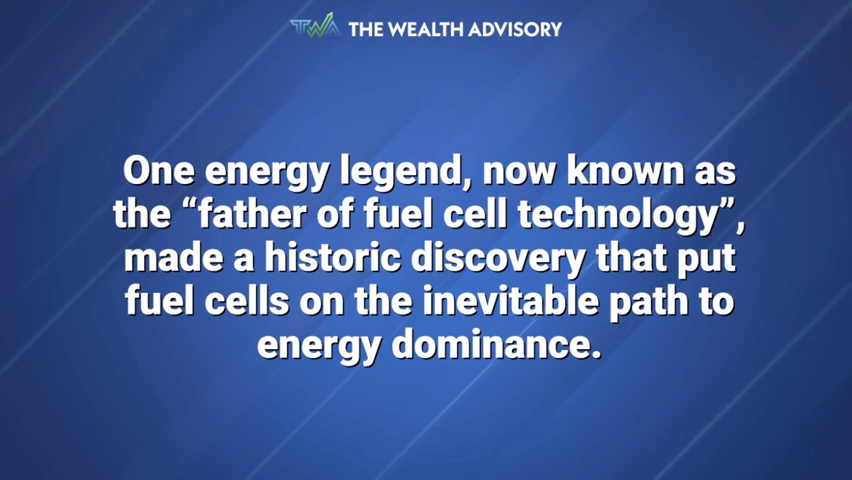 TWA THE WEALTH ADVISORY
One energy legend, now known as
the “father of fuel cell technology”,
made a historic discovery that put
fuel cells on the inevitable path to
energy dominance.